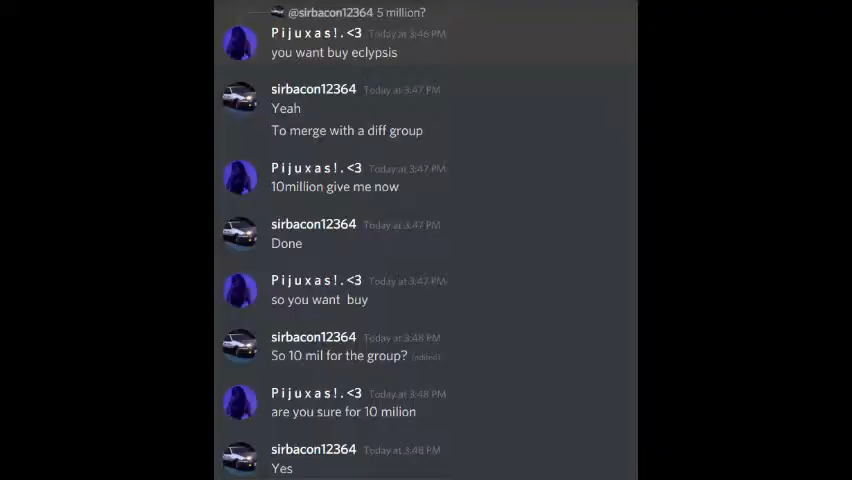 @sirbacon12364 5 million?
P i j u x a s ! . <3 Today at 3:46 PM
you want buy eclypsis
sirbacon12364 Today at 3:47 PM
Yeah
To merge with a diff group
P i j u x a s ! . <3 Today at 3:47 PM
10million give me now
sirbacon12364 Today at 3:47 PM
Done
P i j u x a s ! . <3 Today at 3:47 PM
so you want  buy
sirbacon12364 Today at 3:48 PM
So 10 mil for the group? (edited)
P i j u x a s ! . <3 Today at 3:48 PM
are you sure for 10 milion
sirbacon12364 Today at 3:48 PM
Yes